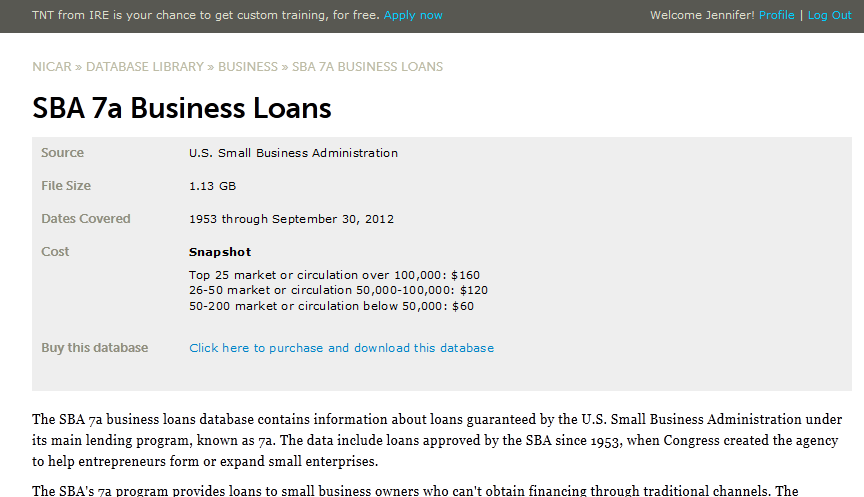 TNT from IRE is your chance to get custom training, for free. Apply now
Welcome Jennifer! Profile | Log Out
NICAR » DATABASE LIBRARY » BUSINESS » SBA 7A BUSINESS LOANS
SBA 7a Business Loans
Source U.S. Small Business Administration
File Size 1.13 GB
Dates Covered 1953 through September 30, 2012
Cost Snapshot
Top 25 market or circulation over 100,000: $160
26-50 market or circulation 50,000-100,000: $120
50-200 market or circulation below 50,000: $60
Buy this database Click here to purchase and download this database
The SBA 7a business loans database contains information about loans guaranteed by the U.S. Small Business Administration under
its main lending program, known as 7a. The data include loans approved by the SBA since 1953, when Congress created the agency
to help entrepreneurs form or expand small enterprises.
The SBA's 7a program provides loans to small business owners who can't obtain financing through traditional channels. The